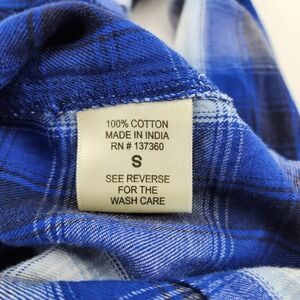 100% COTTON
MADE IN INDIA
RN # 137360
S
SEE REVERSE
FOR THE
WASH CARE